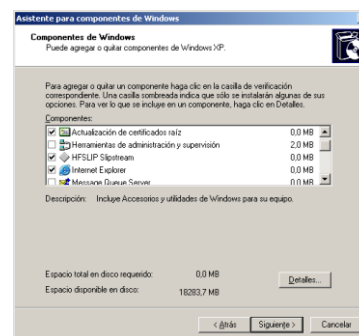 Asistente para componentes de Windows
Componentes de Windows
Puede agregar o quitar componentes de Windows XP.
Para agregar o quitar un componente haga clic en la casilla de verificación
correspondiente. Una casilla sombreada indica que sólo se instalarán algunas de sus
opciones. Para ver lo que se incluye en un componente, haga clic en Detalles.
Componentes:
Actualización de certificados raíz 0,0 MB
Herramientas de administración y supervisión 2,0 MB
HFSLIP Slipstream 0,0 MB
Internet Explorer 0,0 MB
Message Queue Server 0,0 MB
Descripción: Incluye Accesorios y utilidades de Windows para su equipo.
Espacio total en disco requerido: 0,0 MB
Detalles...
Espacio disponible en disco: 18283,7 MB
< Atrás Siguiente > Cancelar